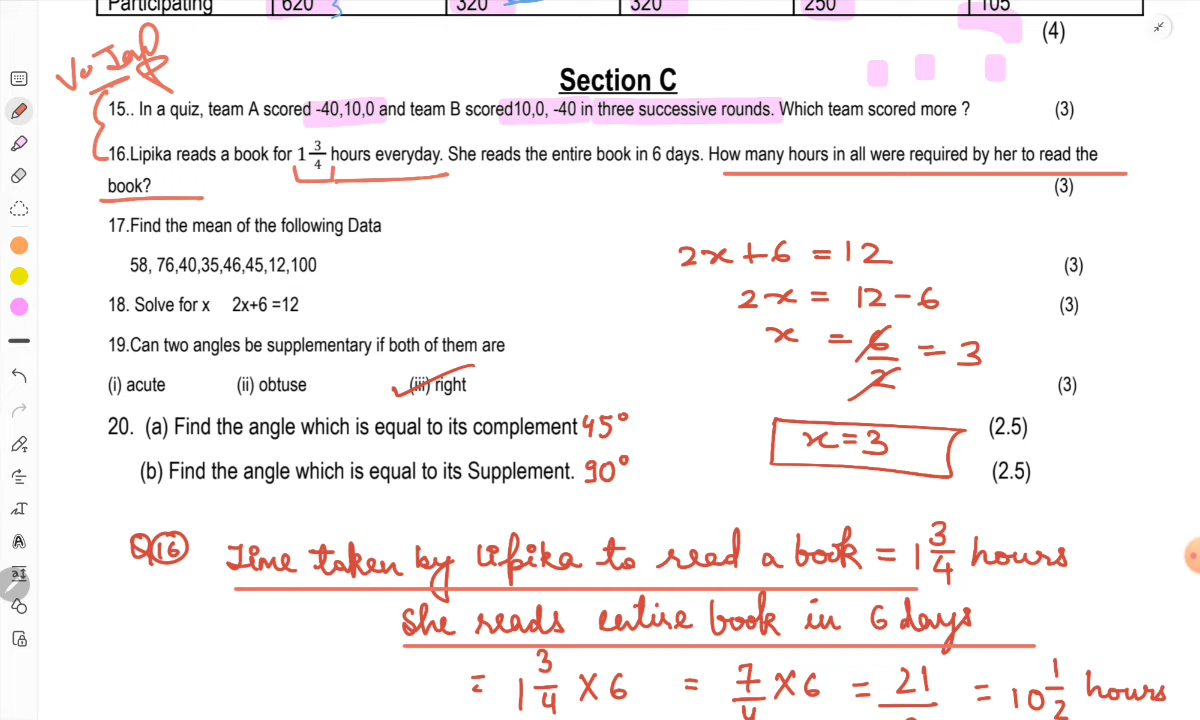 Participating 620 320 320 250 105
(4)
Section C
15.. In a quiz, team A scored -40,10,0 and team B scored10,0, -40 in three successive rounds. Which team scored more ? (3)
16.Lipika reads a book for 1 3/4 hours everyday. She reads the entire book in 6 days. How many hours in all were required by her to read the
book? (3)
17.Find the mean of the following Data
58, 76,40,35,46,45,12,100 (3)
18. Solve for x 2x+6 =12 (3)
2x+6 = 12
2x = 12-6
x = 6/2 = 3
x=3
19.Can two angles be supplementary if both of them are
(i) acute (ii) obtuse (iii) right (3)
20. (a) Find the angle which is equal to its complement 45° (2.5)
(b) Find the angle which is equal to its Supplement. 90° (2.5)
Q16 Time taken by lipika to read a book = 1 3/4 hours
She reads entire book in 6 days
= 1 3/4 × 6 = 7/4 × 6 = 21 = 10 1/2 hours